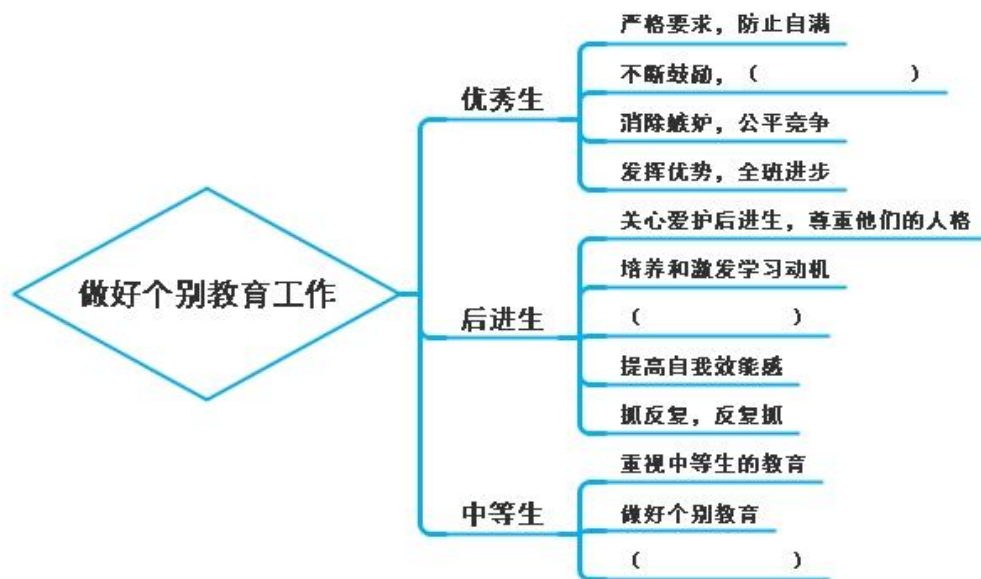 做好个别教育工作
优秀生
严格要求，防止自满
不断鼓励，（ ）
消除嫉妒，公平竞争
发挥优势，全班进步
后进生
关心爱护后进生，尊重他们的人格
培养和激发学习动机
（ ）
提高自我效能感
抓反复，反复抓
中等生
重视中等生的教育
做好个别教育
（ ）